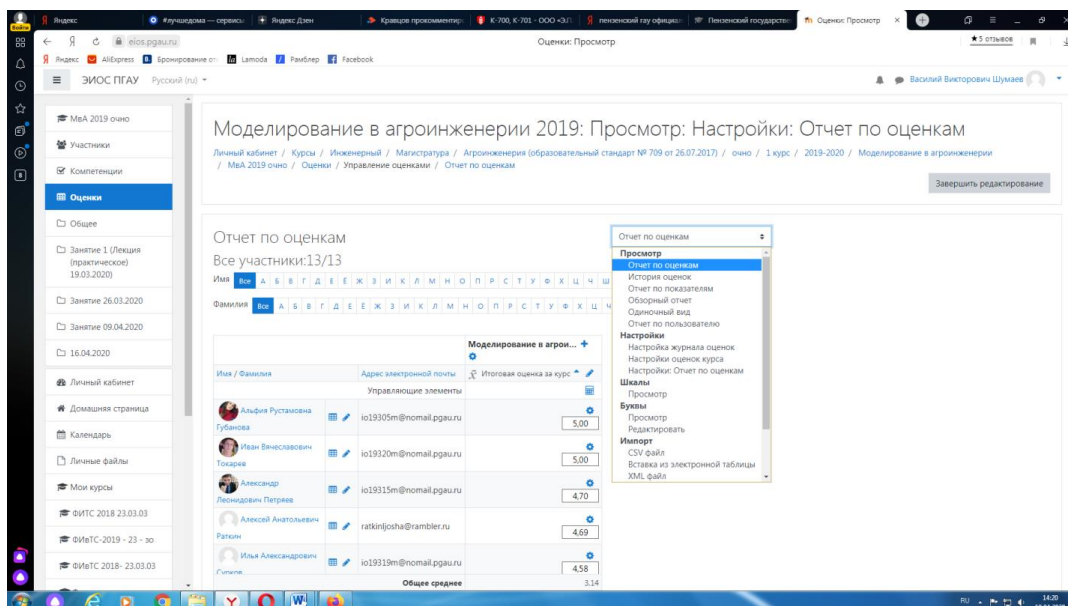 Яндекс
#лучшедома — сервисы
Яндекс Дзен
Кравцов прокомментиро
К-700, К-701 - ООО «Э.П
пензенский гау официал
Пензенский государстве
Оценки: Просмотр
Войти
eios.pgau.ru
Оценки: Просмотр
★ 5 отзывов
Яндекс
AliExpress
Бронирование от
Lamoda
Рамблер
Facebook
ЭИОС ПГАУ Русский (ru)
Василий Викторович Шумаев
МвА 2019 очно
Участники
Компетенции
Оценки
Общее
Занятие 1 (Лекция
(практическое)
19.03.2020)
Занятие 26.03.2020
Занятие 09.04.2020
16.04.2020
Личный кабинет
Домашняя страница
Календарь
Личные файлы
Мои курсы
ФИТС 2018 23.03.03
ФИвТС-2019 - 23 - зо
ФИвТС 2018- 23.03.03
Моделирование в агроинженерии 2019: Просмотр: Настройки: Отчет по оценкам
Личный кабинет / Курсы / Инженерный / Магистратура / Агроинженерия (образовательный стандарт № 709 от 26.07.2017) / очно / 1 курс / 2019-2020 / Моделирование в агроинженерии
/ МвА 2019 очно / Оценки / Управление оценками / Отчет по оценкам
Завершить редактирование
Отчет по оценкам
Все участники:13/13
Имя Все А Б В Г Д Е Ё Ж З И К Л М Н О П Р С Т У Ф Х Ц Ч Ш
Фамилия Все А Б В Г Д Е Ё Ж З И К Л М Н О П Р С Т У Ф Х Ц Ч
Моделирование в агрои...
Имя / Фамилия Адрес электронной почты Итоговая оценка за курс
Управляющие элементы
Альфия Рустамовна
Губанова
io19305m@nomail.pgau.ru
5,00
Иван Вячеславович
Токарев
io19320m@nomail.pgau.ru
5,00
Александр
Леонидович Петряев
io19315m@nomail.pgau.ru
4,70
Алексей Анатольевич
Раткин
ratkinljosha@rambler.ru
4,69
Илья Александрович
Сурков
io19319m@nomail.pgau.ru
4,58
Общее среднее 3,14
Отчет по оценкам
Просмотр
Отчет по оценкам
История оценок
Отчет по показателям
Обзорный отчет
Одиночный вид
Отчет по пользователю
Настройки
Настройка журнала оценок
Настройки оценок курса
Настройки: Отчет по оценкам
Шкалы
Просмотр
Буквы
Просмотр
Редактировать
Импорт
CSV файл
Вставка из электронной таблицы
XML файл
RU
14:20